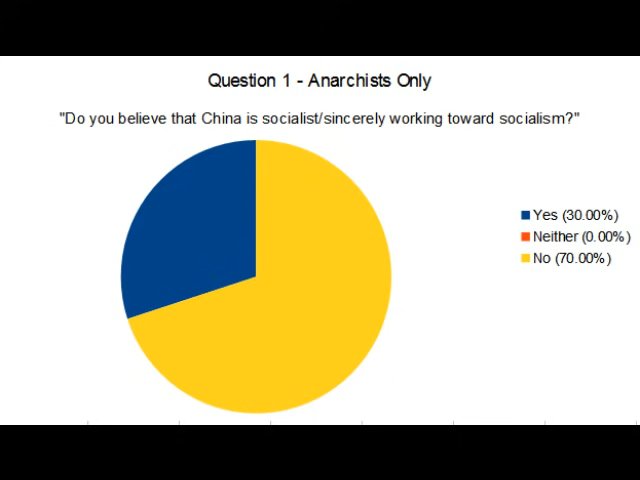 Question 1 - Anarchists Only
"Do you believe that China is socialist/sincerely working toward socialism?"
Yes (30.00%)
Neither (0.00%)
No (70.00%)